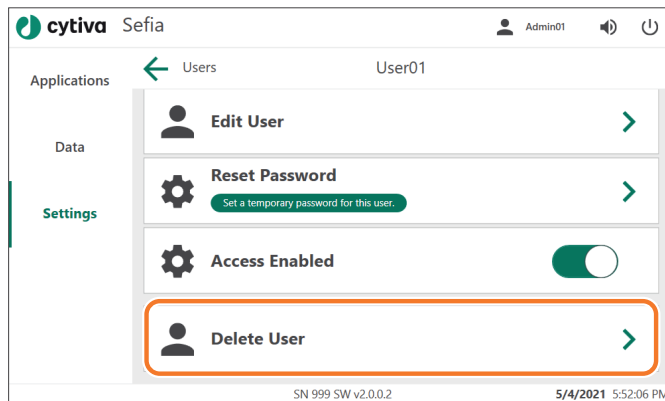 cytiva Sefia Admin01
Users User01
Applications
Data
Settings
Edit User
Reset Password
Set a temporary password for this user.
Access Enabled
Delete User
SN 999 SW v2.0.0.2 5/4/2021 5:52:06 PM